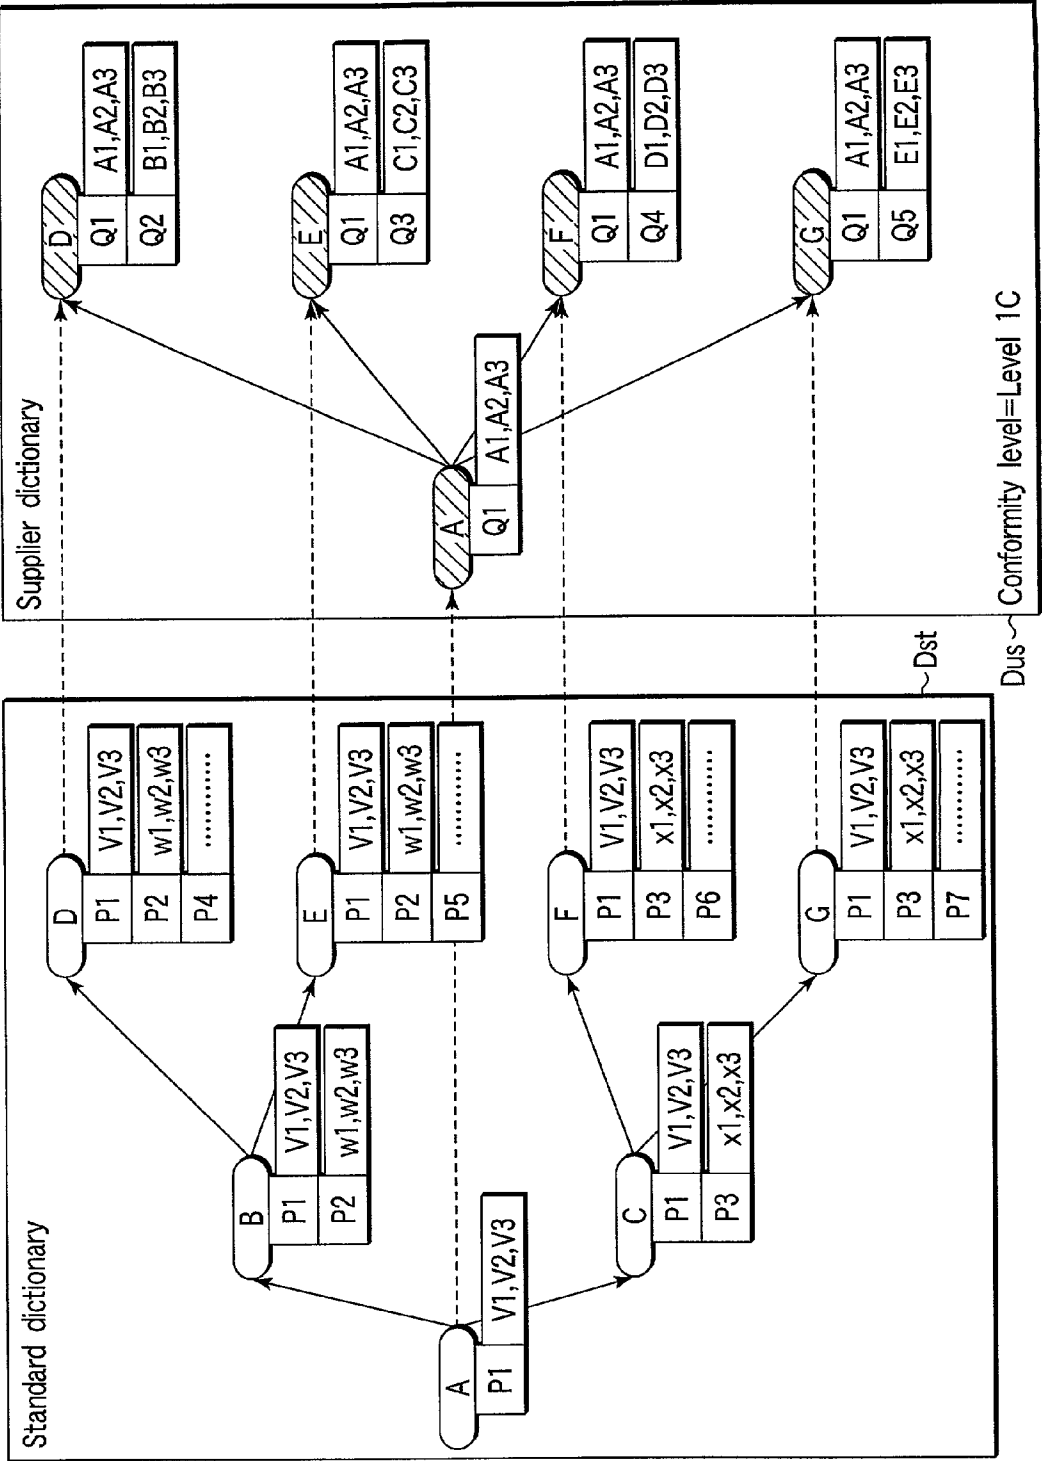 Standard dictionary
A
P1 V1,V2,V3
B
P1 V1,V2,V3
P2 w1,w2,w3
C
P1 V1,V2,V3
P3 x1,x2,x3
D
P1 V1,V2,V3
P2 w1,w2,w3
P4 ..........
E
P1 V1,V2,V3
P2 w1,w2,w3
P5 ..........
F
P1 V1,V2,V3
P3 x1,x2,x3
P6 ..........
G
P1 V1,V2,V3
P3 x1,x2,x3
P7 ..........
Dst
Supplier dictionary
A
Q1 A1,A2,A3
D
Q1 A1,A2,A3
Q2 B1,B2,B3
E
Q1 A1,A2,A3
Q3 C1,C2,C3
F
Q1 A1,A2,A3
Q4 D1,D2,D3
G
Q1 A1,A2,A3
Q5 E1,E2,E3
Dus Conformity level=Level 1C